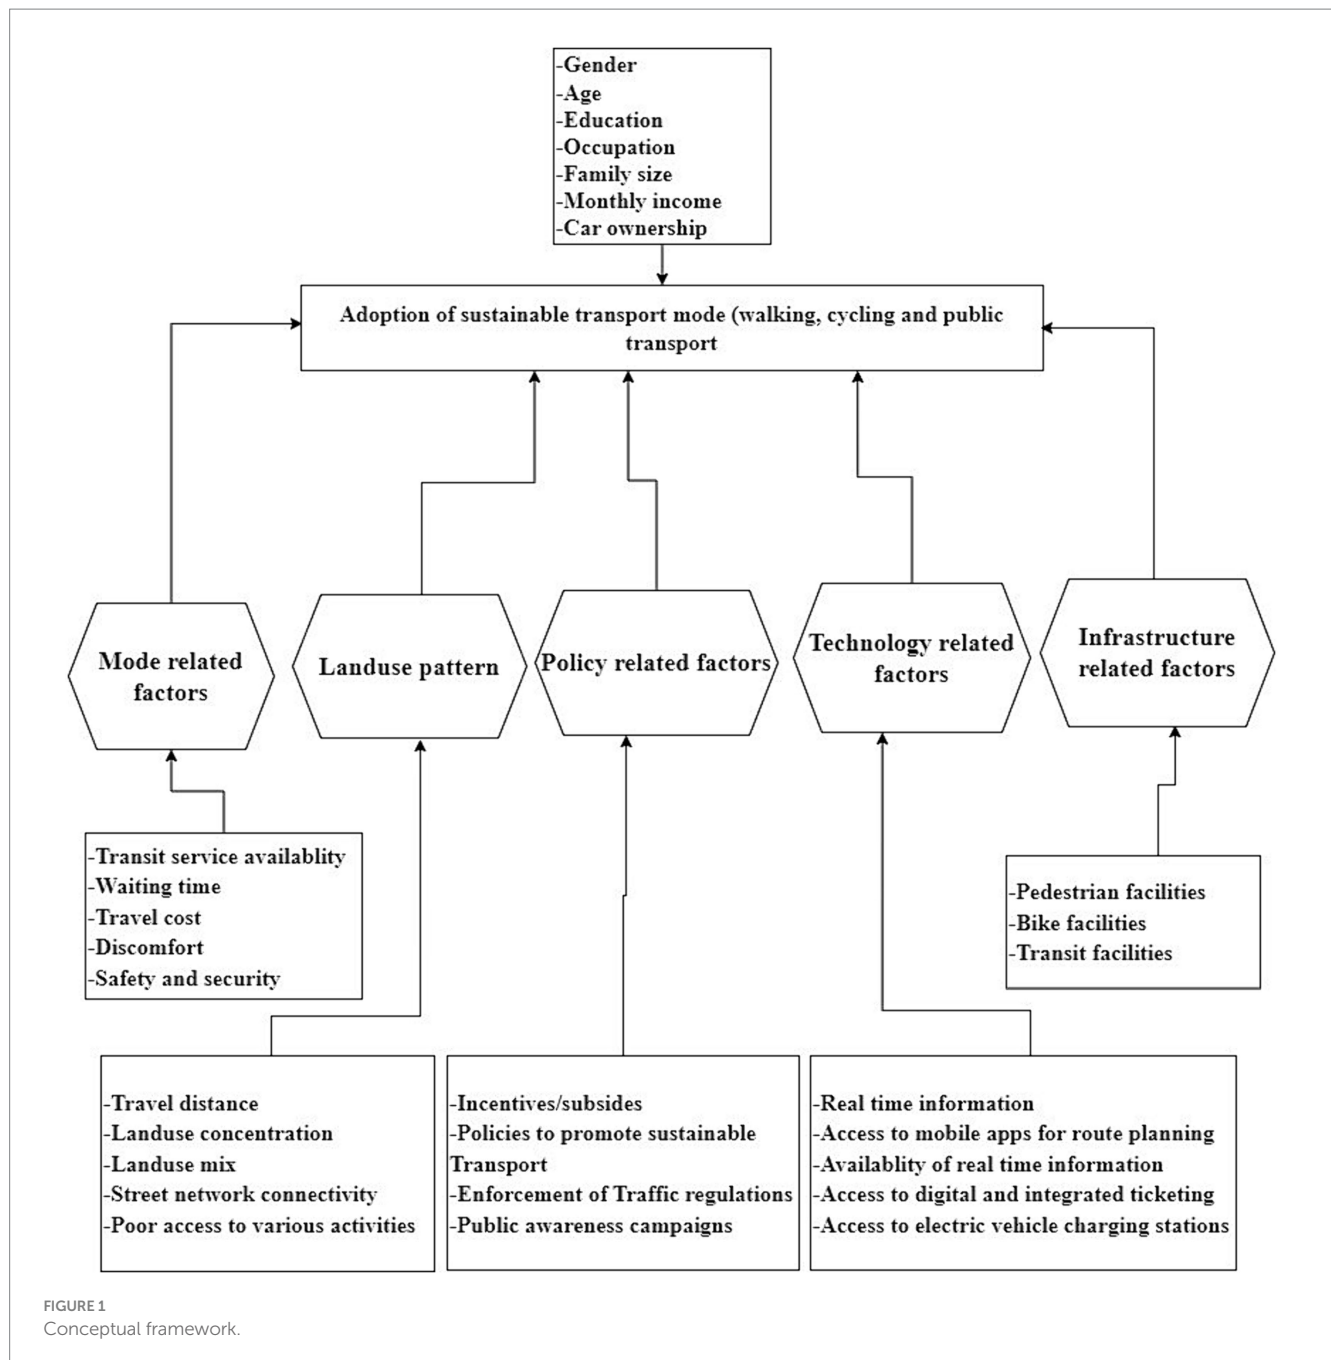 -Gender
-Age
-Education
-Occupation
-Family size
-Monthly income
-Car ownership
Adoption of sustainable transport mode (walking, cycling and public
transport
Mode related
factors
Landuse pattern
Policy related factors
Technology related
factors
Infrastructure
related factors
-Transit service availablity
-Waiting time
-Travel cost
-Discomfort
-Safety and security
-Pedestrian facilities
-Bike facilities
-Transit facilities
-Travel distance
-Landuse concentration
-Landuse mix
-Street network connectivity
-Poor access to various activities
-Incentives/subsides
-Policies to promote sustainable
Transport
-Enforcement of Traffic regulations
-Public awareness campaigns
-Real time information
-Access to mobile apps for route planning
-Availablity of real time information
-Access to digital and integrated ticketing
-Access to electric vehicle charging stations
FIGURE 1
Conceptual framework.